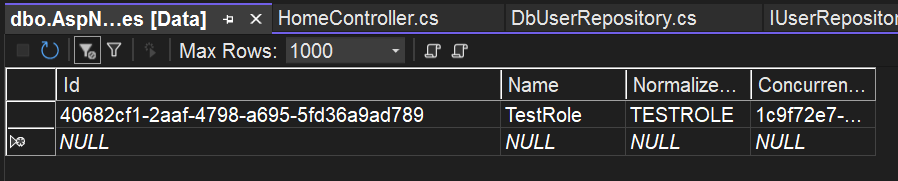 dbo.AspN...es [Data] HomeController.cs DbUserRepository.cs IUserRepositor
Max Rows: 1000
Id Name Normalize... Concurren...
40682cf1-2aaf-4798-a695-5fd36a9ad789 TestRole TESTROLE 1c9f72e7-...
NULL NULL NULL NULL